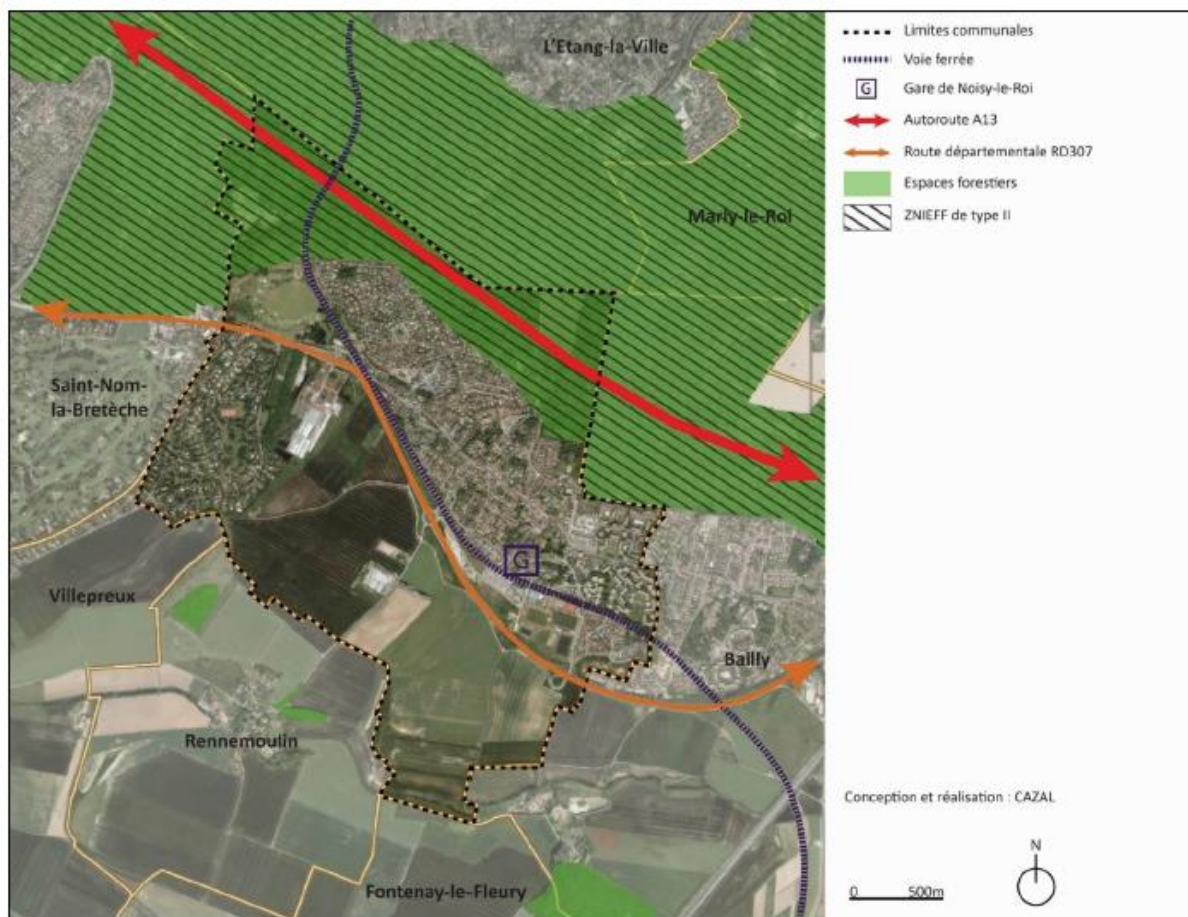 L'Etang-la-Ville
Marly-le-Roi
Saint-Nom-
la-Bretèche
G
Villepreux
Bailly
Rennemoulin
Fontenay-le-Fleury
Limites communales
Voie ferrée
G
Gare de Noisy-le-Roi
Autoroute A13
Route départementale RD307
Espaces forestiers
ZNIEFF de type II
Conception et réalisation : CAZAL
N
0 500m